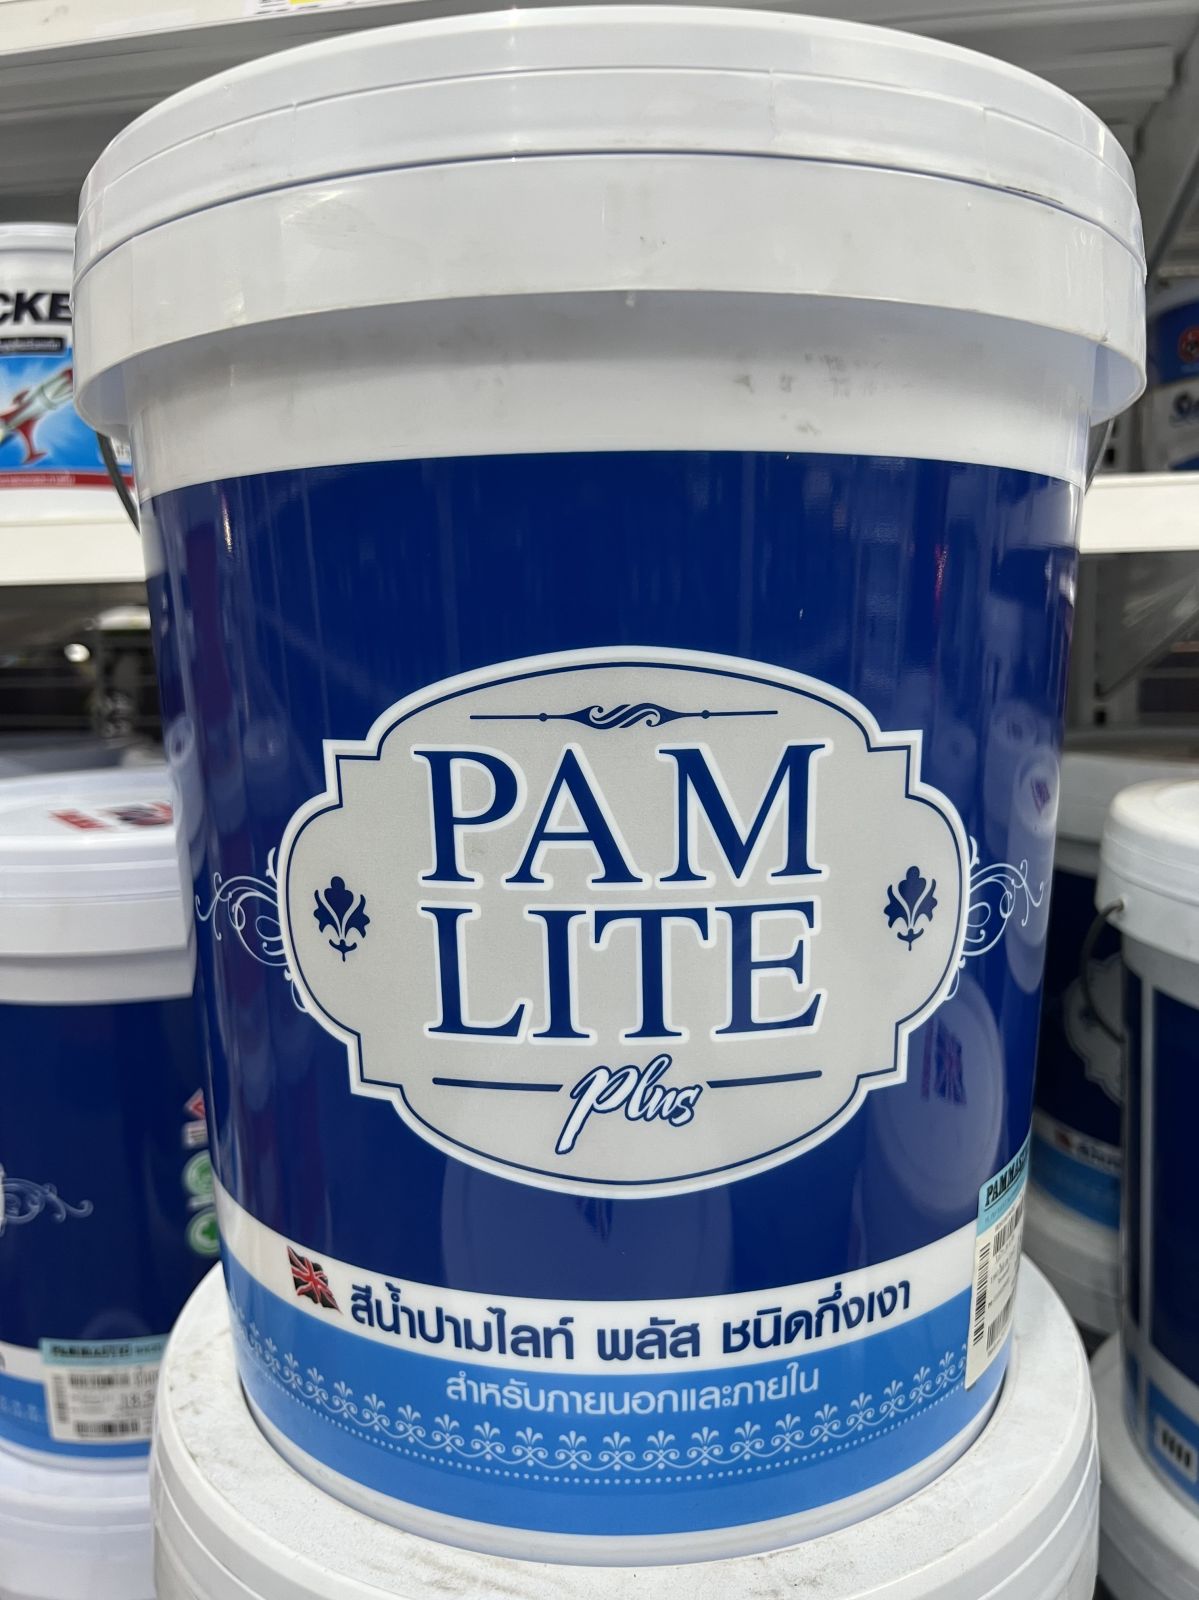 PAM
LITE
Plus
สีน้ำปามไลท์ พลัส ชนิดกึ่งเงา
สำหรับภายนอกและภายใน